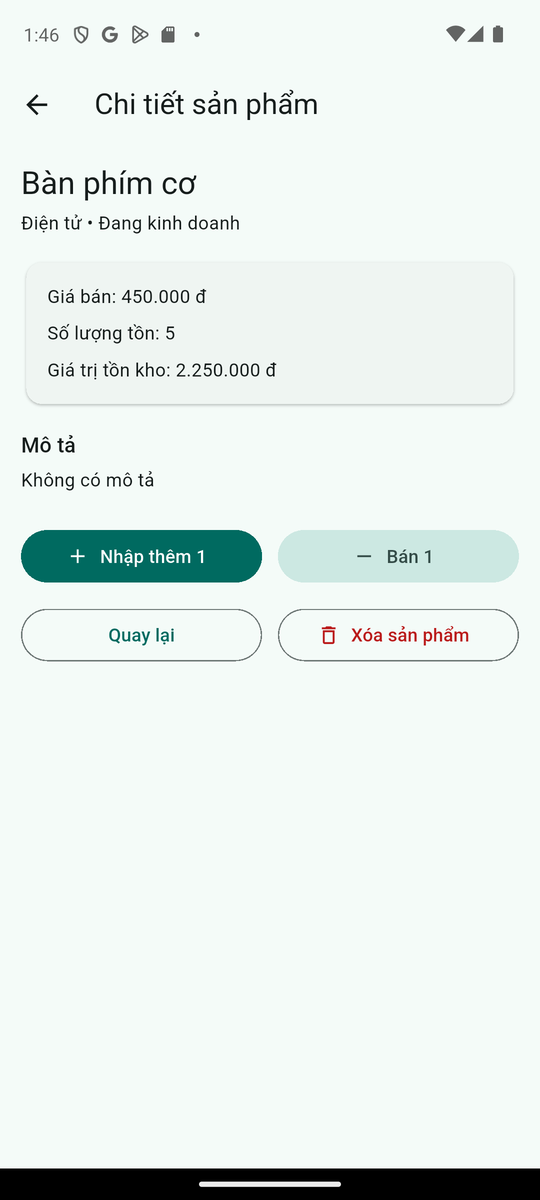 1:46
Chi tiết sản phẩm
Bàn phím cơ
Điện tử • Đang kinh doanh
Giá bán: 450.000 đ
Số lượng tồn: 5
Giá trị tồn kho: 2.250.000 đ
Mô tả
Không có mô tả
Nhập thêm 1
Bán 1
Quay lại
Xóa sản phẩm